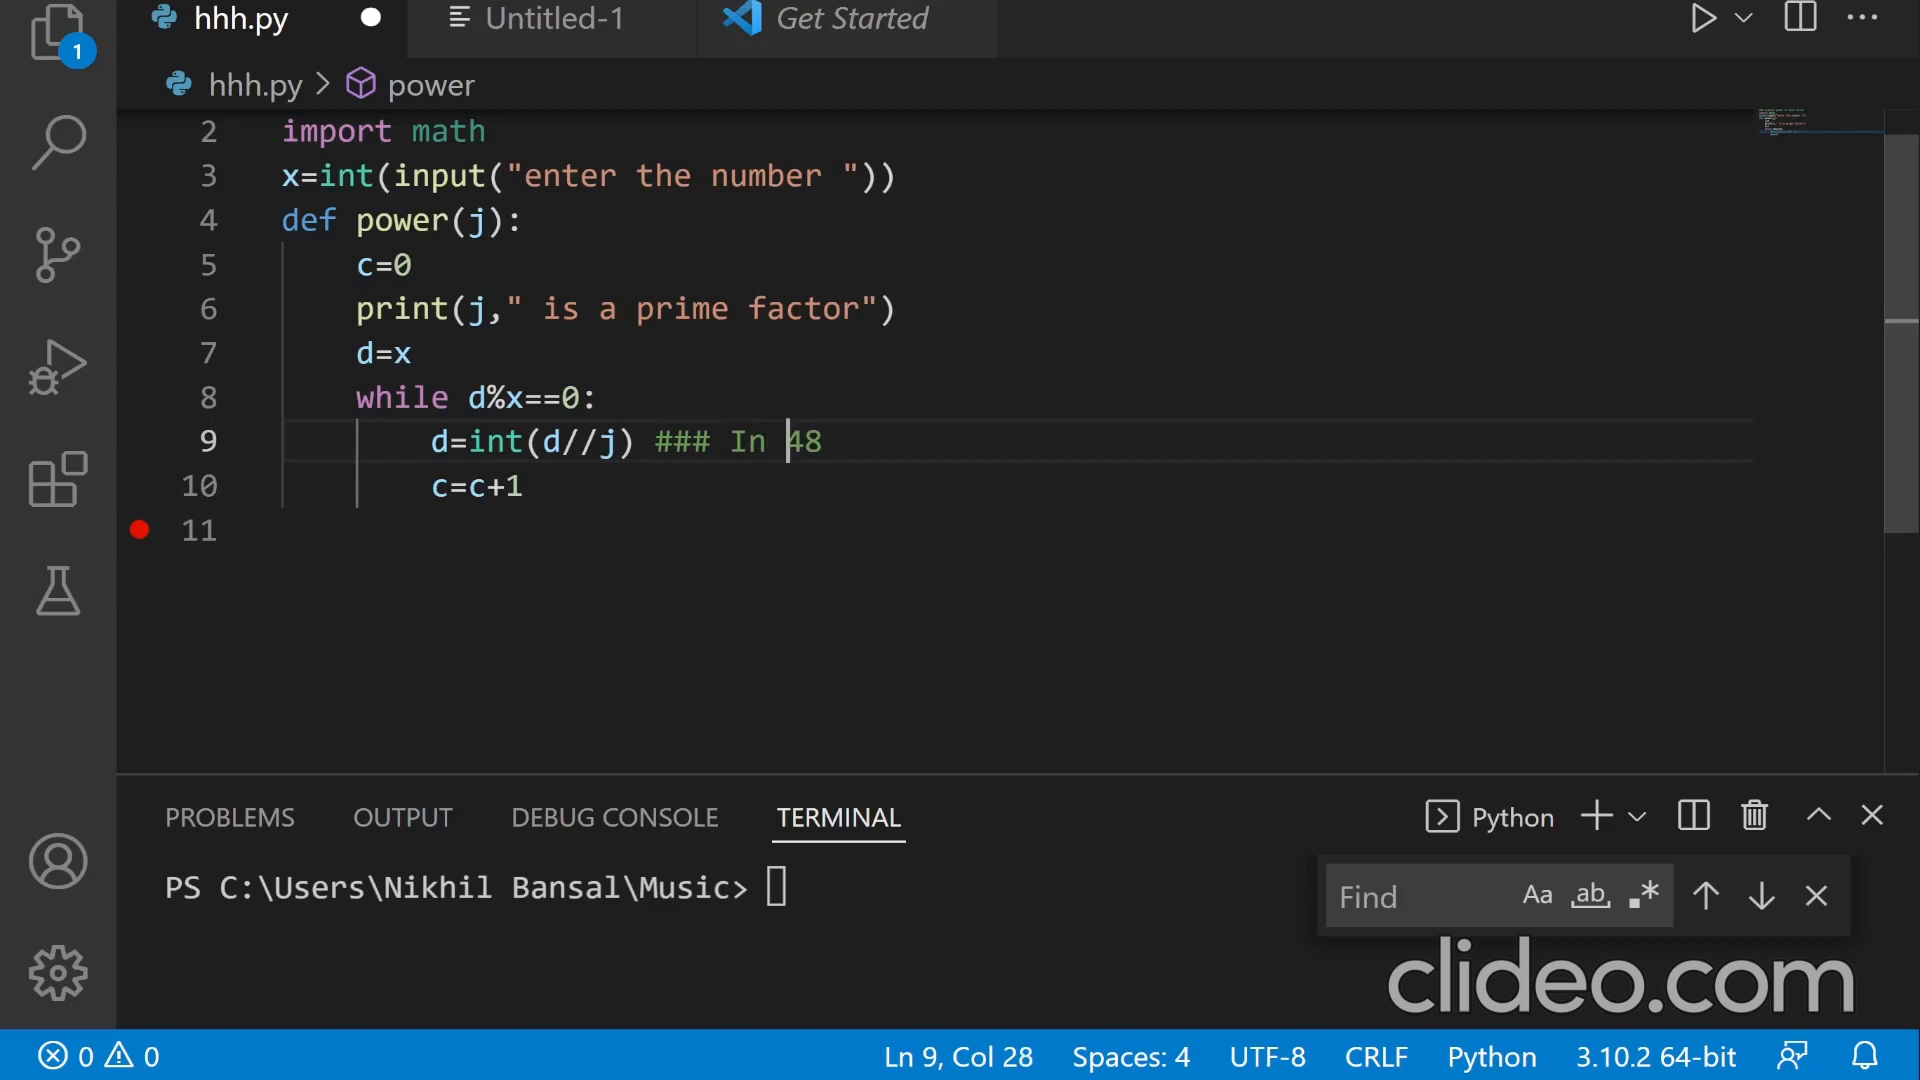 1
hhh.py
Untitled-1
Get Started
hhh.py > power
2 import math
3 x=int(input("enter the number "))
4 def power(j):
5 c=0
6 print(j," is a prime factor")
7 d=x
8 while d%x==0:
9 d=int(d//j) ### In 48
10 c=c+1
11
PROBLEMS OUTPUT DEBUG CONSOLE TERMINAL Python
PS C:\Users\Nikhil Bansal\Music>
Find Aa ab .*
clideo.com
0 0 Ln 9, Col 28 Spaces: 4 UTF-8 CRLF Python 3.10.2 64-bit